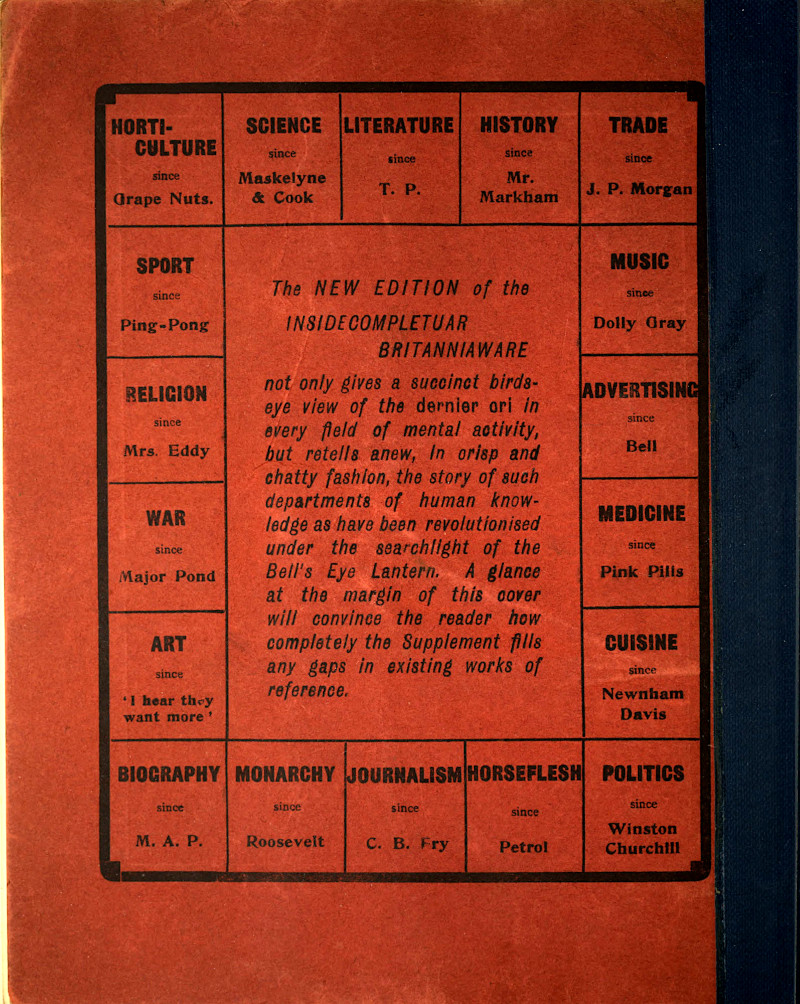 HORTI-
CULTURE
since
Grape Nuts.
SCIENCE
since
Maskelyne
& Cook
LITERATURE
since
T. P.
HISTORY
since
Mr.
Markham
TRADE
since
J. P. Morgan
SPORT
since
Ping-Pong
RELIGION
since
Mrs. Eddy
WAR
since
Major Pond
ART
since
'I hear they
want more'
The NEW EDITION of the
INSIDECOMPLETUAR
BRITANNIAWARE
not only gives a succinct birds-
eye view of the dernier cri in
every field of mental activity,
but retells anew, in crisp and
chatty fashion, the story of such
departments of human know-
ledge as have been revolutionised
under the searchlight of the
Bell's Eye Lantern. A glance
at the margin of this cover
will convince the reader how
completely the Supplement fills
any gaps in existing works of
reference.
MUSIC
since
Dolly Gray
ADVERTISING
since
Bell
MEDICINE
since
Pink Pills
CUISINE
since
Newnham
Davis
BIOGRAPHY
since
M. A. P.
MONARCHY
since
Roosevelt
JOURNALISM
since
C. B. Fry
HORSEFLESH
since
Petrol
POLITICS
since
Winston
Churchill